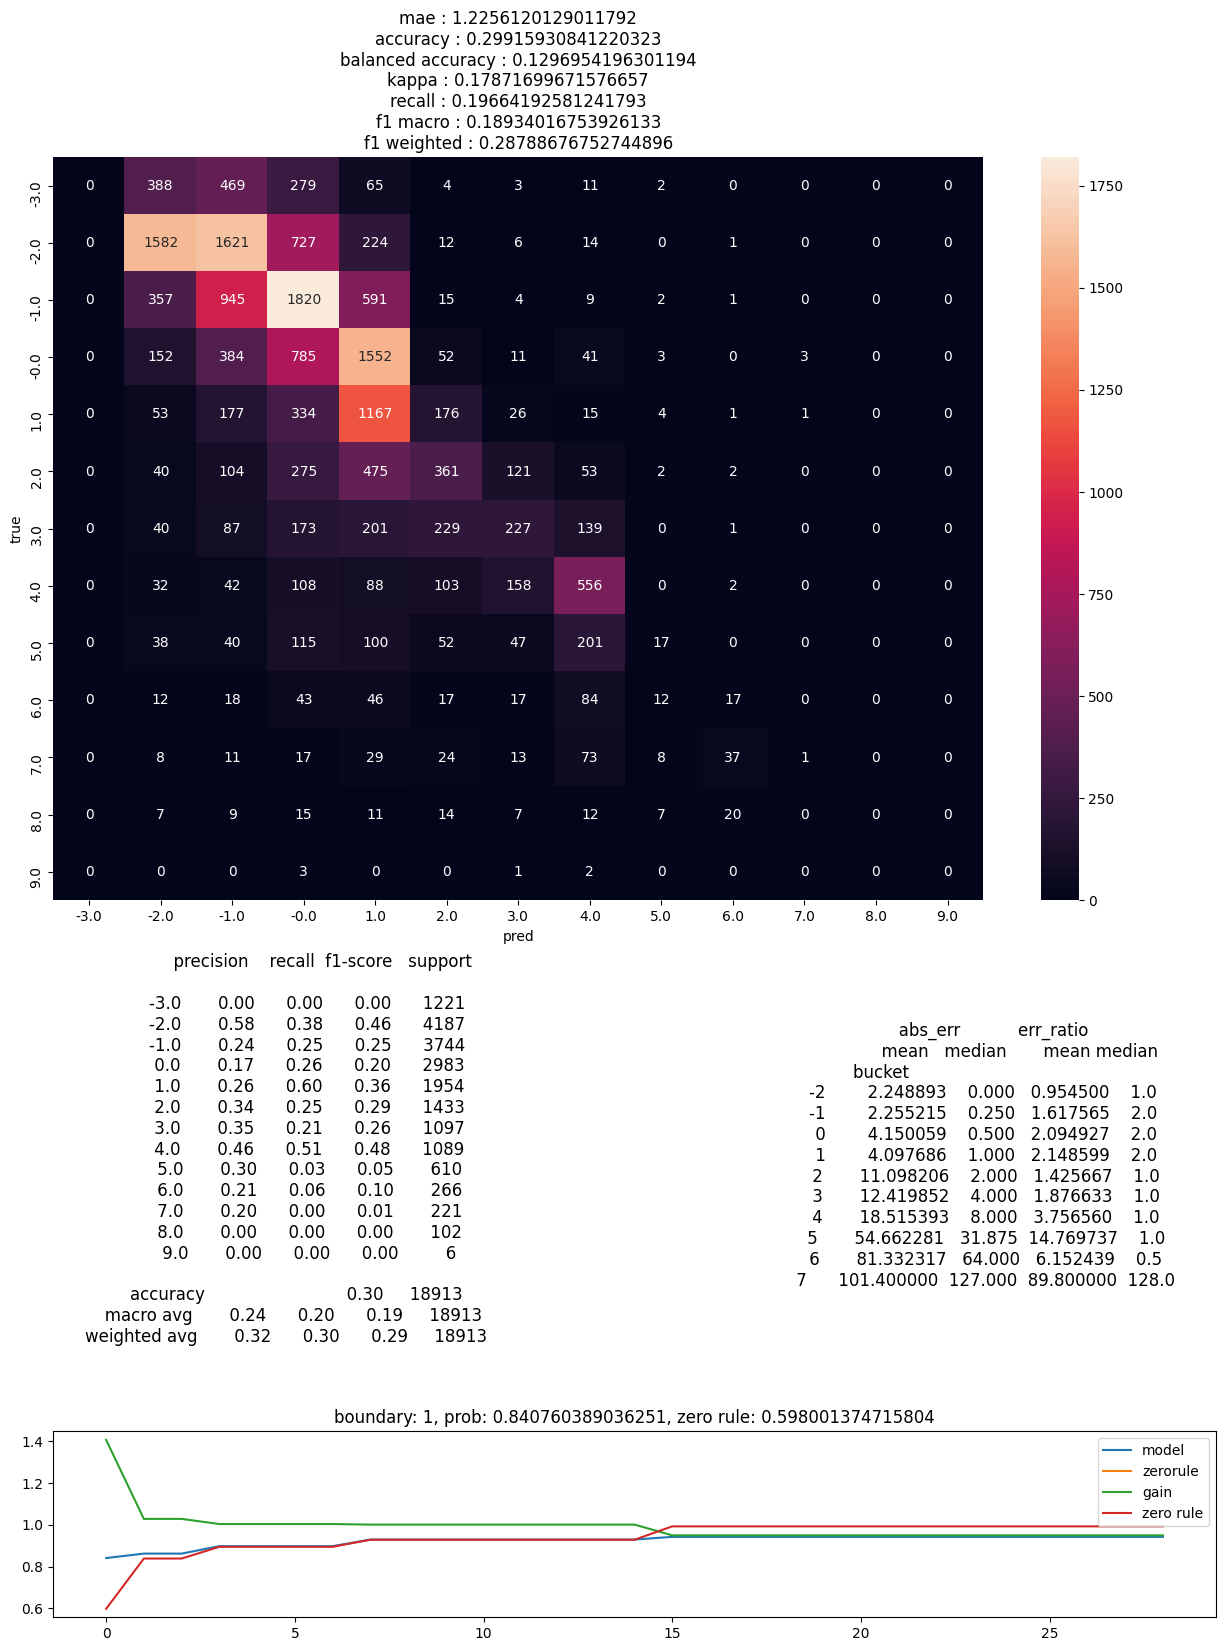 mae : 1.2256120129011792
accuracy : 0.29915930841220323
balanced accuracy : 0.1296954196301194
kappa : 0.17871699671576657
recall : 0.19664192581241793
f1 macro : 0.18934016753926133
f1 weighted : 0.28788676752744896
-3.0 0 388 469 279 65 4 3 11 2 0 0 0 0
-2.0 0 1582 1621 727 224 12 6 14 0 1 0 0 0
-1.0 0 357 945 1820 591 15 4 9 2 1 0 0 0
-0.0 0 152 384 785 1552 52 11 41 3 0 3 0 0
1.0 0 53 177 334 1167 176 26 15 4 1 1 0 0
2.0 0 40 104 275 475 361 121 53 2 2 0 0 0
3.0 0 40 87 173 201 229 227 139 0 1 0 0 0
4.0 0 32 42 108 88 103 158 556 0 2 0 0 0
5.0 0 38 40 115 100 52 47 201 17 0 0 0 0
6.0 0 12 18 43 46 17 17 84 12 17 0 0 0
7.0 0 8 11 17 29 24 13 73 8 37 1 0 0
8.0 0 7 9 15 11 14 7 12 7 20 0 0 0
9.0 0 0 0 3 0 0 1 2 0 0 0 0 0
-3.0 -2.0 -1.0 -0.0 1.0 2.0 3.0 4.0 5.0 6.0 7.0 8.0 9.0
true
pred
1750
1500
1250
1000
750
500
250
0
precision recall f1-score support
-3.0 0.00 0.00 0.00 1221
-2.0 0.58 0.38 0.46 4187
-1.0 0.24 0.25 0.25 3744
0.0 0.17 0.26 0.20 2983
1.0 0.26 0.60 0.36 1954
2.0 0.34 0.25 0.29 1433
3.0 0.35 0.21 0.26 1097
4.0 0.46 0.51 0.48 1089
5.0 0.30 0.03 0.05 610
6.0 0.21 0.06 0.10 266
7.0 0.20 0.00 0.01 221
8.0 0.00 0.00 0.00 102
9.0 0.00 0.00 0.00 6
accuracy 0.30 18913
macro avg 0.24 0.20 0.19 18913
weighted avg 0.32 0.30 0.29 18913
abs_err err_ratio
mean median mean median
bucket
-2 2.248893 0.000 0.954500 1.0
-1 2.255215 0.250 1.617565 2.0
0 4.150059 0.500 2.094927 2.0
1 4.097686 1.000 2.148599 2.0
2 11.098206 2.000 1.425667 1.0
3 12.419852 4.000 1.876633 1.0
4 18.515393 8.000 3.756560 1.0
5 54.662281 31.875 14.769737 1.0
6 81.332317 64.000 6.152439 0.5
7 101.400000 127.000 89.800000 128.0
boundary: 1, prob: 0.840760389036251, zero rule: 0.598001374715804
1.4
1.2
1.0
0.8
0.6
model
zerorule
gain
zero rule
0 5 10 15 20 25